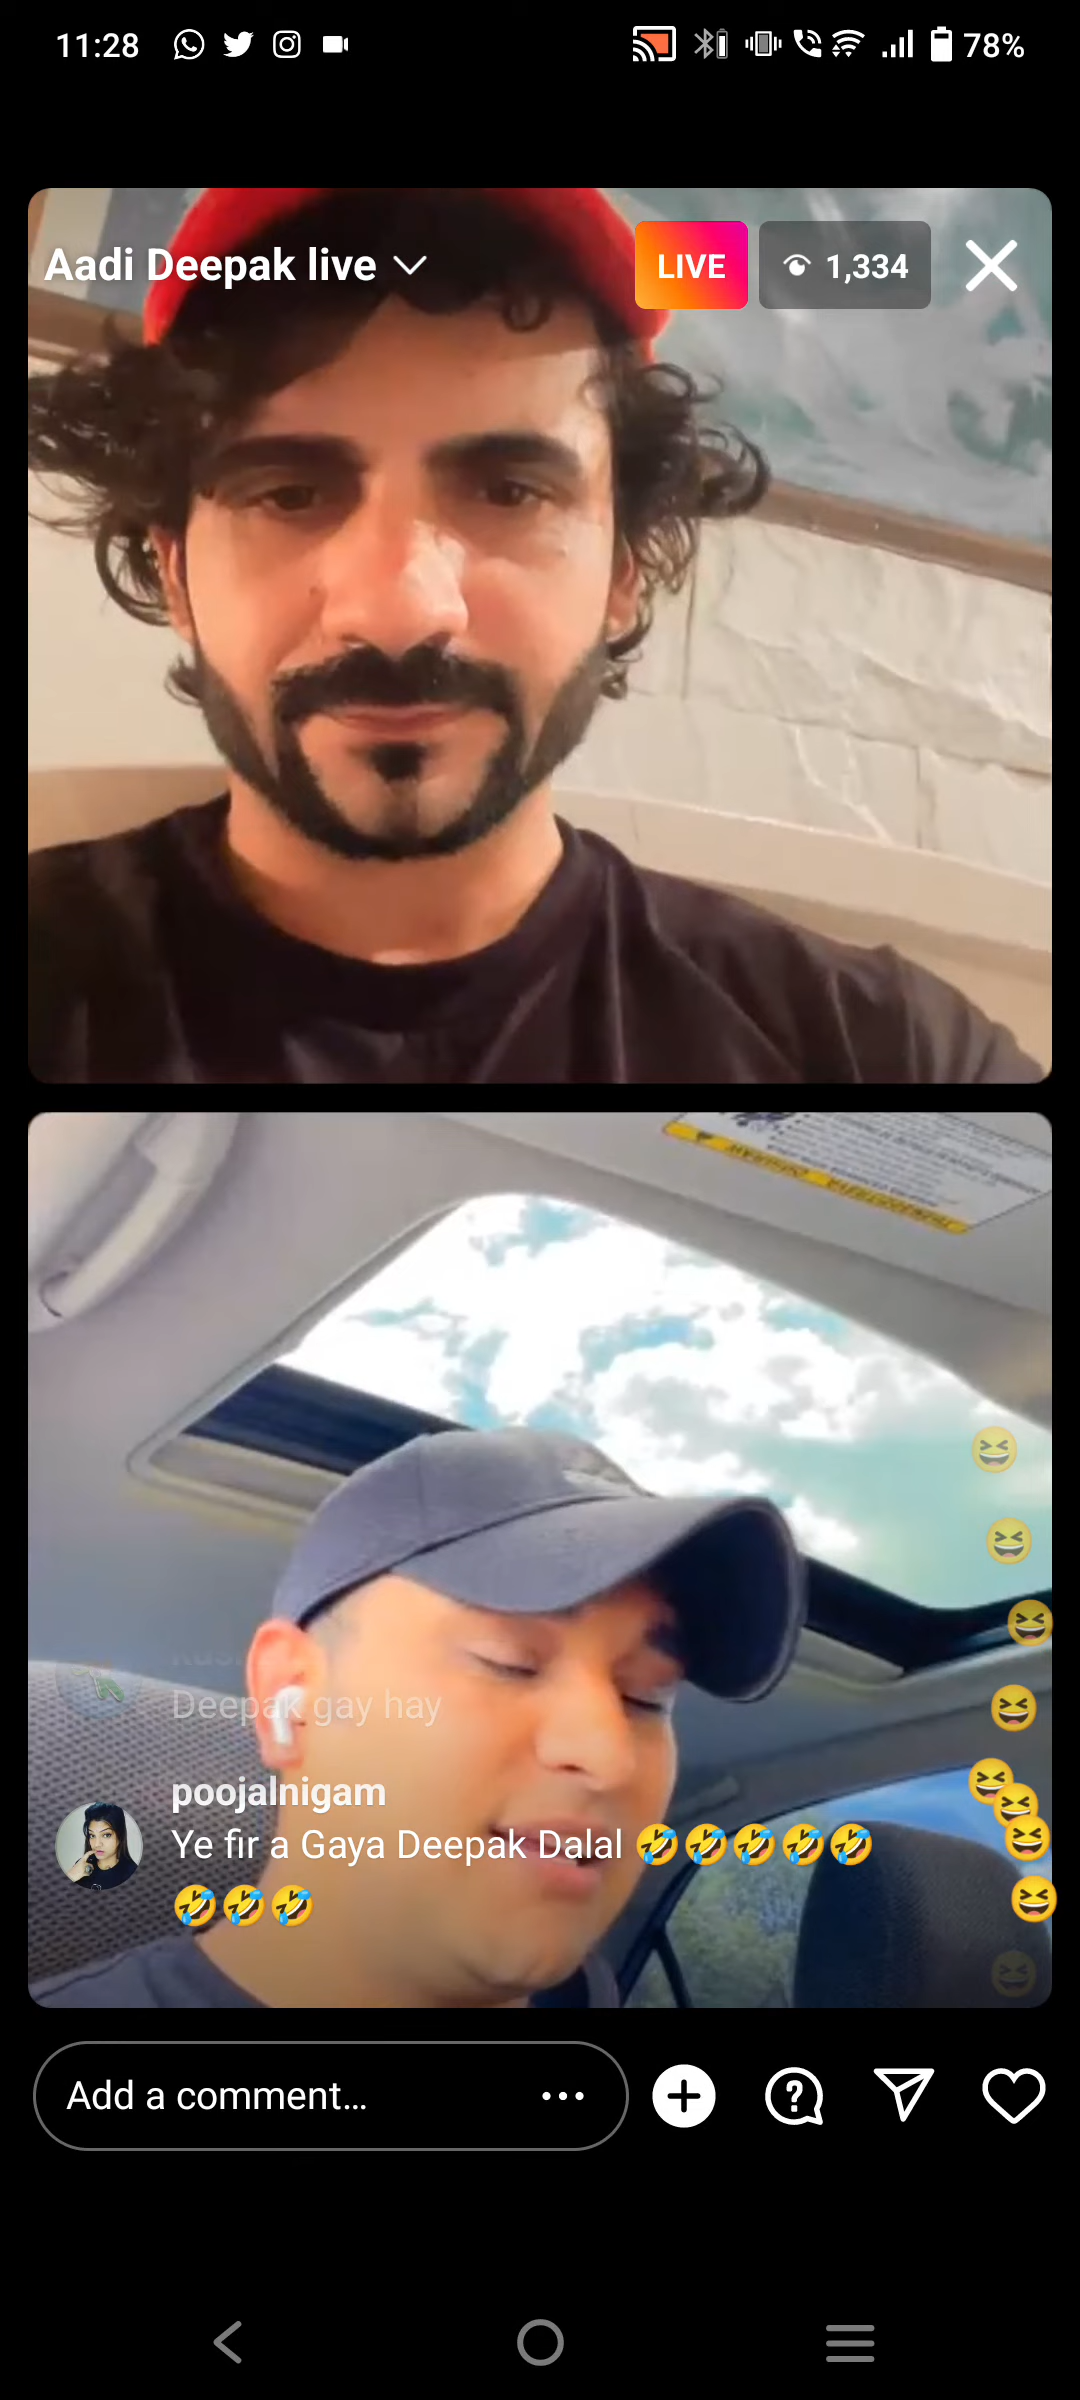 11:28
78%
Aadi Deepak live
LIVE
1,334
Deepak gay hay
poojalnigam
Ye fir a Gaya Deepak Dalal 🤣🤣🤣🤣🤣
🤣🤣🤣
Add a comment...